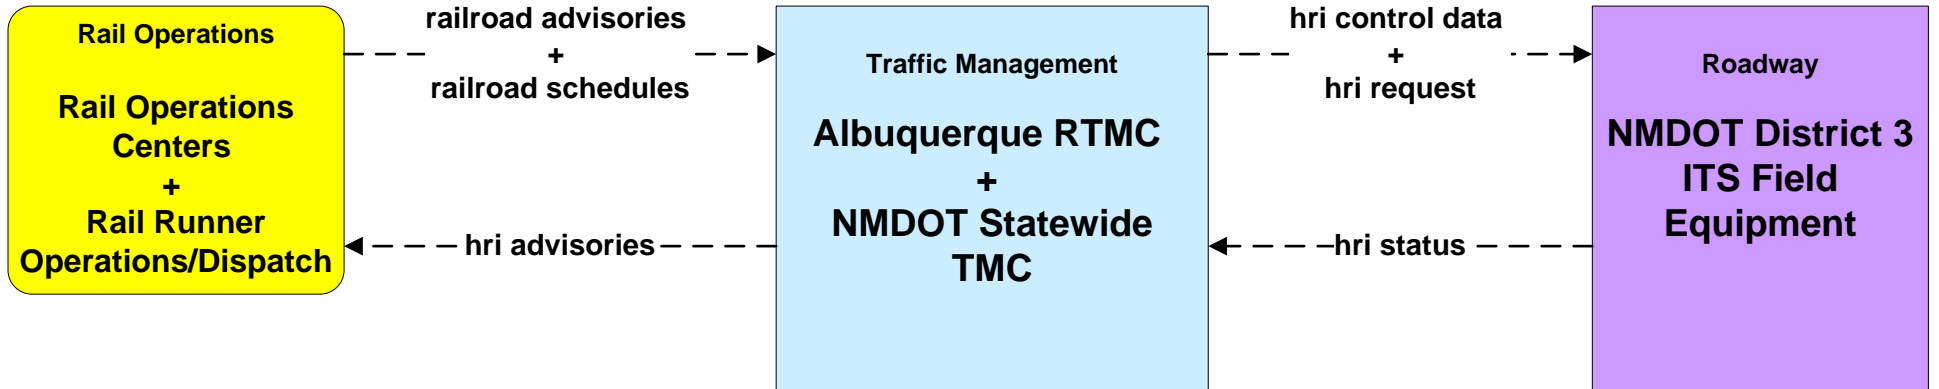 Rail Operations
Rail Operations
Centers
+
Rail Runner
Operations/Dispatch
railroad advisories
+
railroad schedules
hri advisories
Traffic Management
Albuquerque RTMC
+
NMDOT Statewide
TMC
hri control data
+
hri request
hri status
Roadway
NMDOT District 3
ITS Field
Equipment